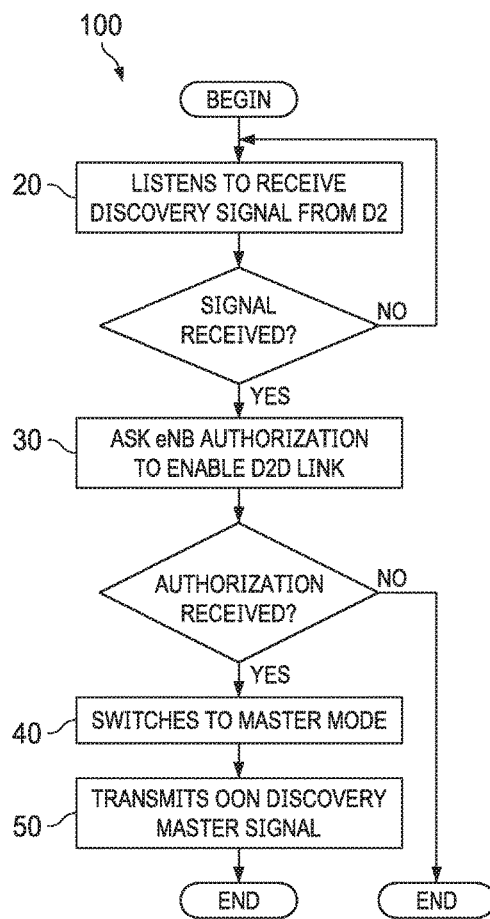 100
BEGIN
20
LISTENS TO RECEIVE
DISCOVERY SIGNAL FROM D2
SIGNAL
RECEIVED?
NO
YES
30
ASK eNB AUTHORIZATION
TO ENABLE D2D LINK
AUTHORIZATION
RECEIVED?
NO
YES
40
SWITCHES TO MASTER MODE
50
TRANSMITS OON DISCOVERY
MASTER SIGNAL
END
END